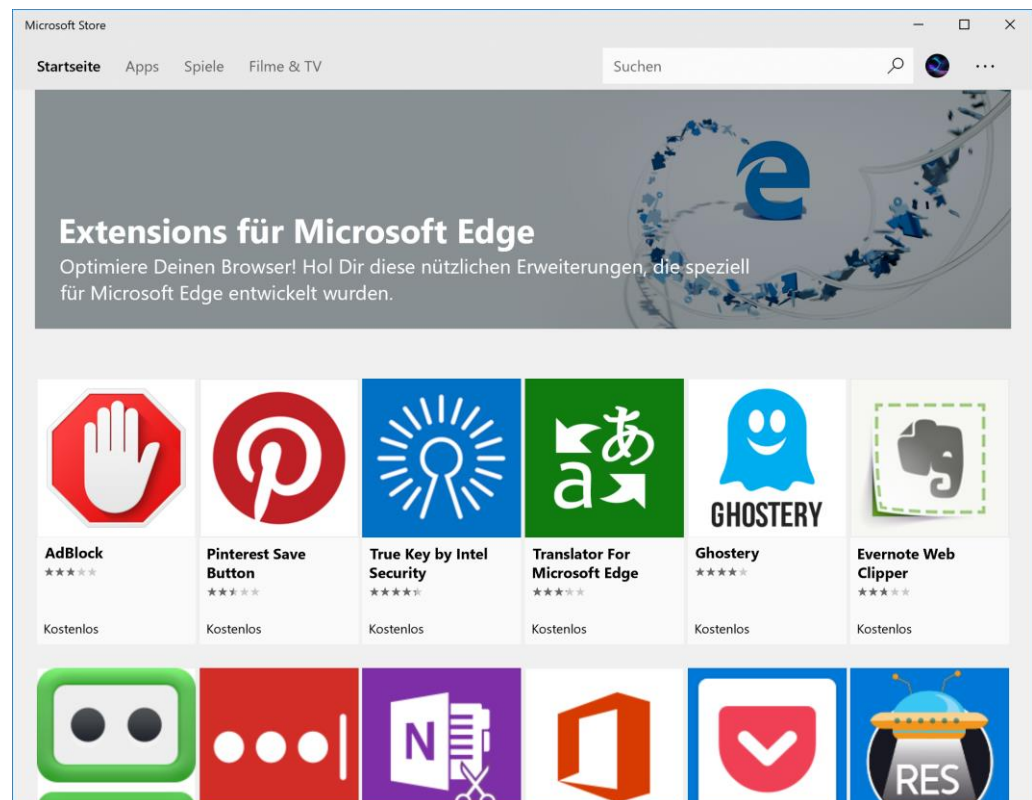 Microsoft Store
Startseite Apps Spiele Filme & TV Suchen
Extensions für Microsoft Edge
Optimiere Deinen Browser! Hol Dir diese nützlichen Erweiterungen, die speziell
für Microsoft Edge entwickelt wurden.
あ
a
GHOSTERY
AdBlock
Pinterest Save
Button
True Key by Intel
Security
Translator For
Microsoft Edge
Ghostery
Evernote Web
Clipper
Kostenlos Kostenlos Kostenlos Kostenlos Kostenlos Kostenlos
N
RES